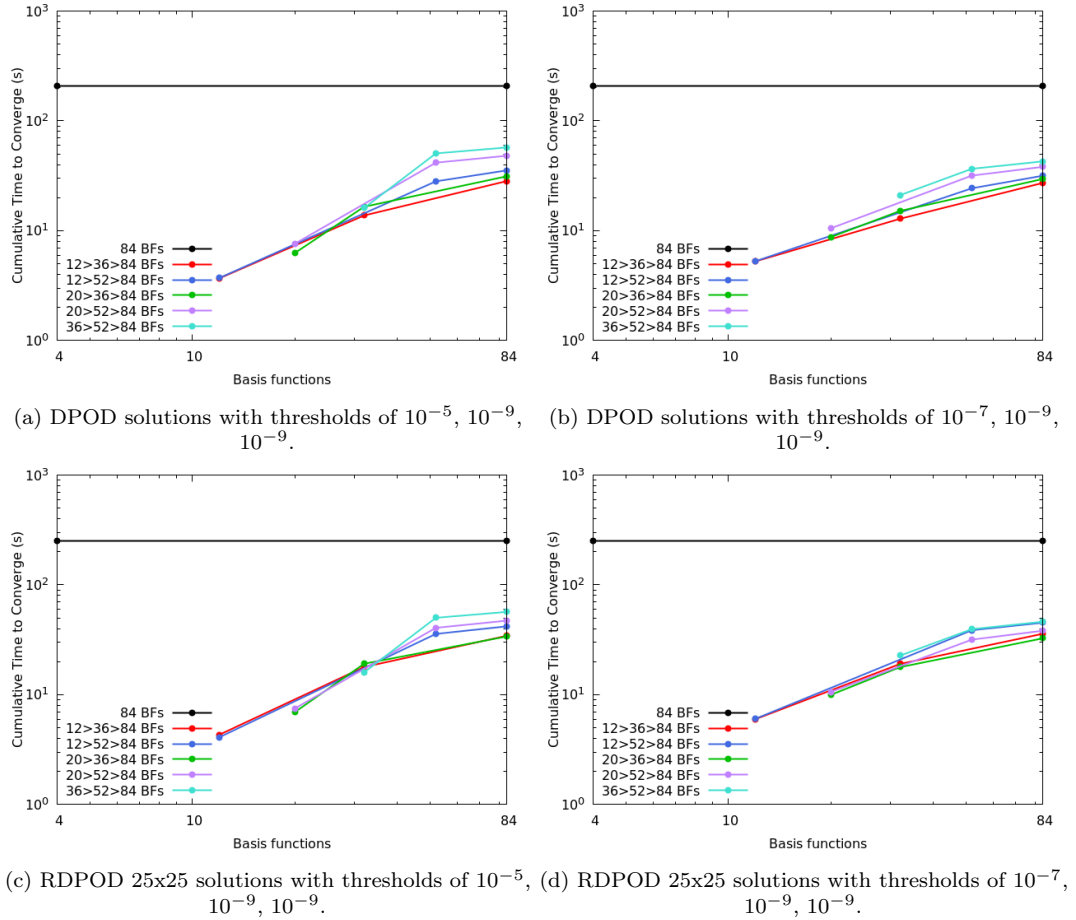 10³
10²
10¹
10⁰
Cumulative Time to Converge (s)
84 BFs
12>36>84 BFs
12>52>84 BFs
20>36>84 BFs
20>52>84 BFs
36>52>84 BFs
4 10 84
Basis functions
(a) DPOD solutions with thresholds of 10⁻⁵, 10⁻⁹,
10⁻⁹.
10³
10²
10¹
10⁰
Cumulative Time to Converge (s)
84 BFs
12>36>84 BFs
12>52>84 BFs
20>36>84 BFs
20>52>84 BFs
36>52>84 BFs
4 10 84
Basis functions
(b) DPOD solutions with thresholds of 10⁻⁷, 10⁻⁹,
10⁻⁹.
10³
10²
10¹
10⁰
Cumulative Time to Converge (s)
84 BFs
12>36>84 BFs
12>52>84 BFs
20>36>84 BFs
20>52>84 BFs
36>52>84 BFs
4 10 84
Basis functions
(c) RDPOD 25x25 solutions with thresholds of 10⁻⁵,
10⁻⁹, 10⁻⁹.
10³
10²
10¹
10⁰
Cumulative Time to Converge (s)
84 BFs
12>36>84 BFs
12>52>84 BFs
20>36>84 BFs
20>52>84 BFs
36>52>84 BFs
4 10 84
Basis functions
(d) RDPOD 25x25 solutions with thresholds of 10⁻⁷,
10⁻⁹, 10⁻⁹.